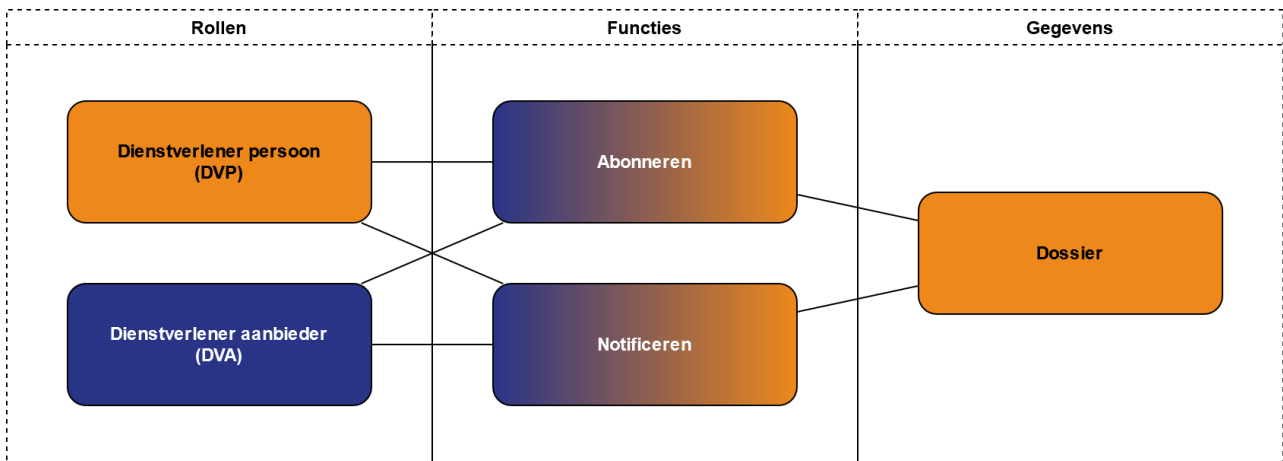 Rollen
Functies
Gegevens
Dienstverlener persoon
(DVP)
Abonneren
Dossier
Dienstverlener aanbieder
(DVA)
Notificeren